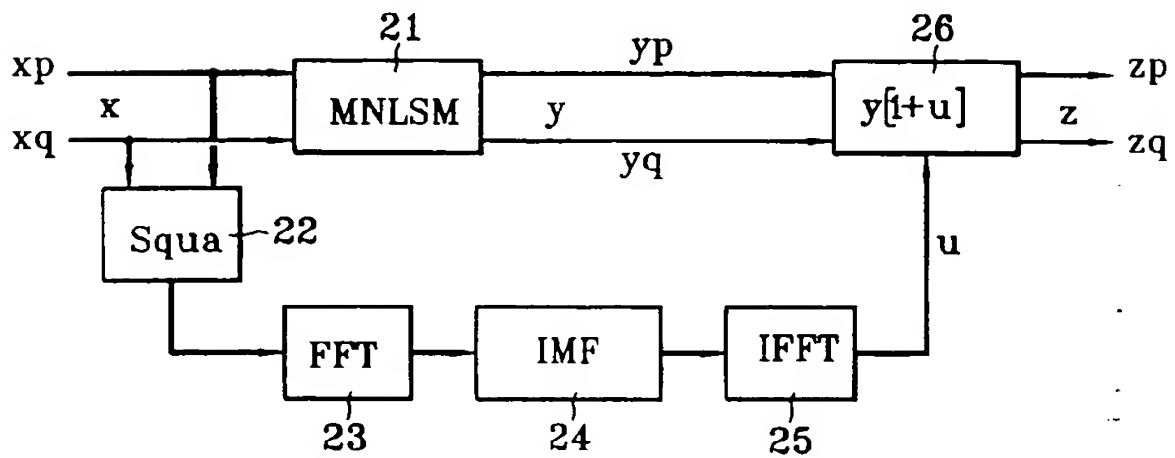 21
26
xp
yp
zp
x
MNLSM
y
y[1+u]
z
xq
yq
zq
Squa
22
u
FFT
IMF
IFFT
23
24
25